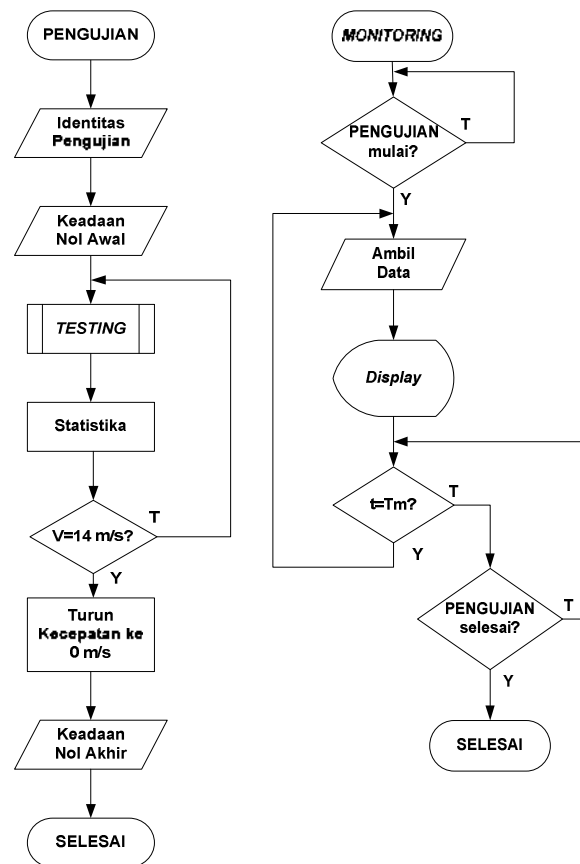 PENGUJIAN
Identitas
Pengujian
Keadaan
Nol Awal
TESTING
Statistika
V=14 m/s?
T
Y
Turun
Kecepatan ke
0 m/s
Keadaan
Nol Akhir
SELESAI
MONITORING
PENGUJIAN
mulai?
T
Y
Ambil
Data
Display
t=Tm?
T
Y
PENGUJIAN
selesai?
T
Y
SELESAI